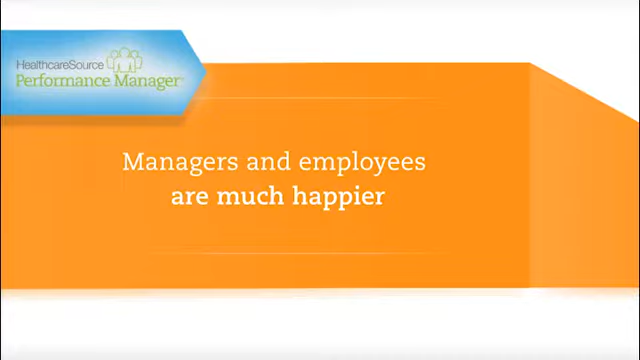 HealthcareSource
Performance Manager
Managers and employees
are much happier